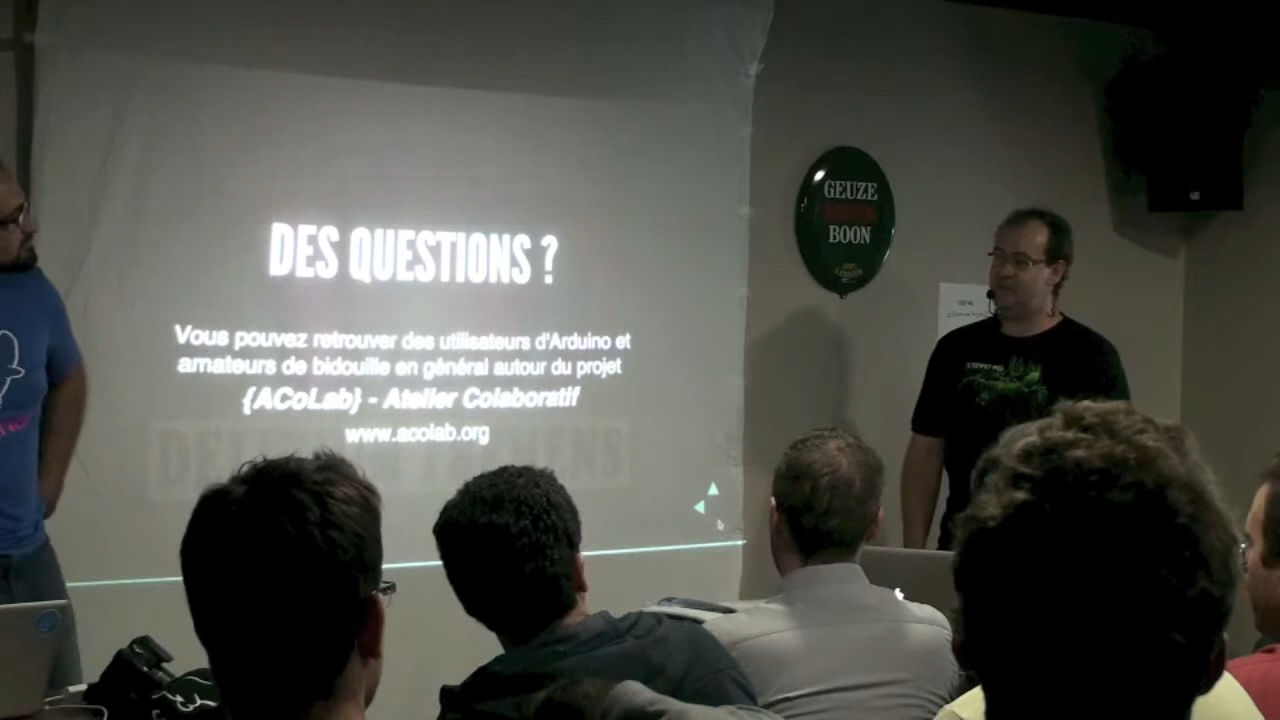 DES QUESTIONS ?
Vous pouvez retrouver des utilisateurs d'Arduino et
amateurs de bidouille en général autour du projet
{ACoLab} - Atelier Colaboratif
www.acolab.org
GEUZE
BOON